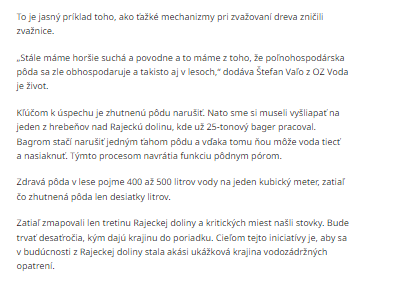 To je jasný príklad toho, ako ťažké mechanizmy pri zvažovaní dreva zničili
zvažnice.
„Stále máme horšie suchá a povodne a to máme z toho, že poľnohospodárska
pôda sa zle obhospodaruje a takisto aj v lesoch,“ dodáva Štefan Vaľo z OZ Voda
je život.
Kľúčom k úspechu je zhutnenú pôdu narušiť. Nato sme si museli vyšliapať na
jeden z hrebeňov nad Rajeckú dolinu, kde už 25-tonový bager pracoval.
Bagrom stačí narušiť jedným ťahom pôdu a vďaka tomu ňou môže voda tiecť
a nasiaknuť. Týmto procesom navrátia funkciu pôdnym pórom.
Zdravá pôda v lese pojme 400 až 500 litrov vody na jeden kubický meter, zatiaľ
čo zhutnená pôda len desiatky litrov.
Zatiaľ zmapovali len tretinu Rajeckej doliny a kritických miest našli stovky. Bude
trvať desaťročia, kým dajú krajinu do poriadku. Cieľom tejto iniciatívy je, aby sa
v budúcnosti z Rajeckej doliny stala akási ukážková krajina vodozádržných
opatrení.